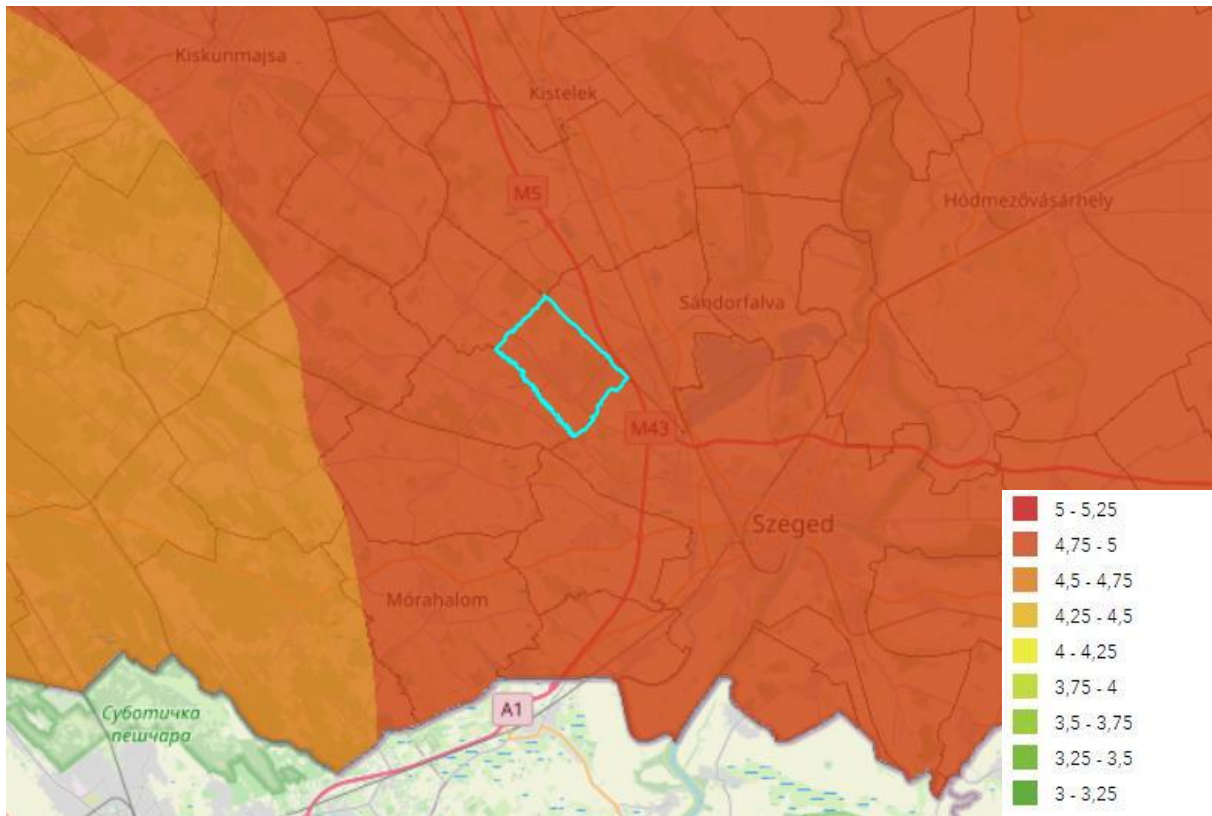 Kiskunmajsa
Kistelek
M5
Hódmezővásárhely
Sándorfalva
M43
Szeged
Mórahalom
A1
Суботичка
пешчара
5 - 5,25
4,75 - 5
4,5 - 4,75
4,25 - 4,5
4 - 4,25
3,75 - 4
3,5 - 3,75
3,25 - 3,5
3 - 3,25